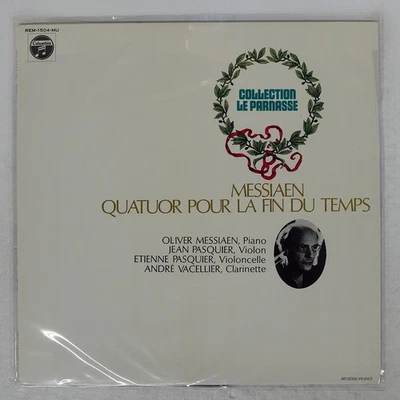 REM-1504-MU
Columbia
COLLECTION
LE PARNASSE
MESSIAEN
QUATUOR POUR LA FIN DU TEMPS
OLIVER MESSIAEN, Piano
JEAN PASQUIER, Violon
ETIENNE PASQUIER, Violoncelle
ANDRÉ VACELLIER, Clarinette